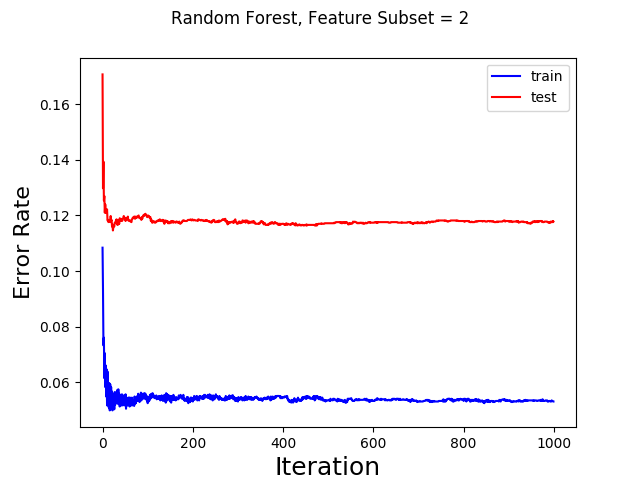 Random Forest, Feature Subset = 2
train
test
Error Rate
0.16
0.14
0.12
0.10
0.08
0.06
0
200
400
600
800
1000
Iteration